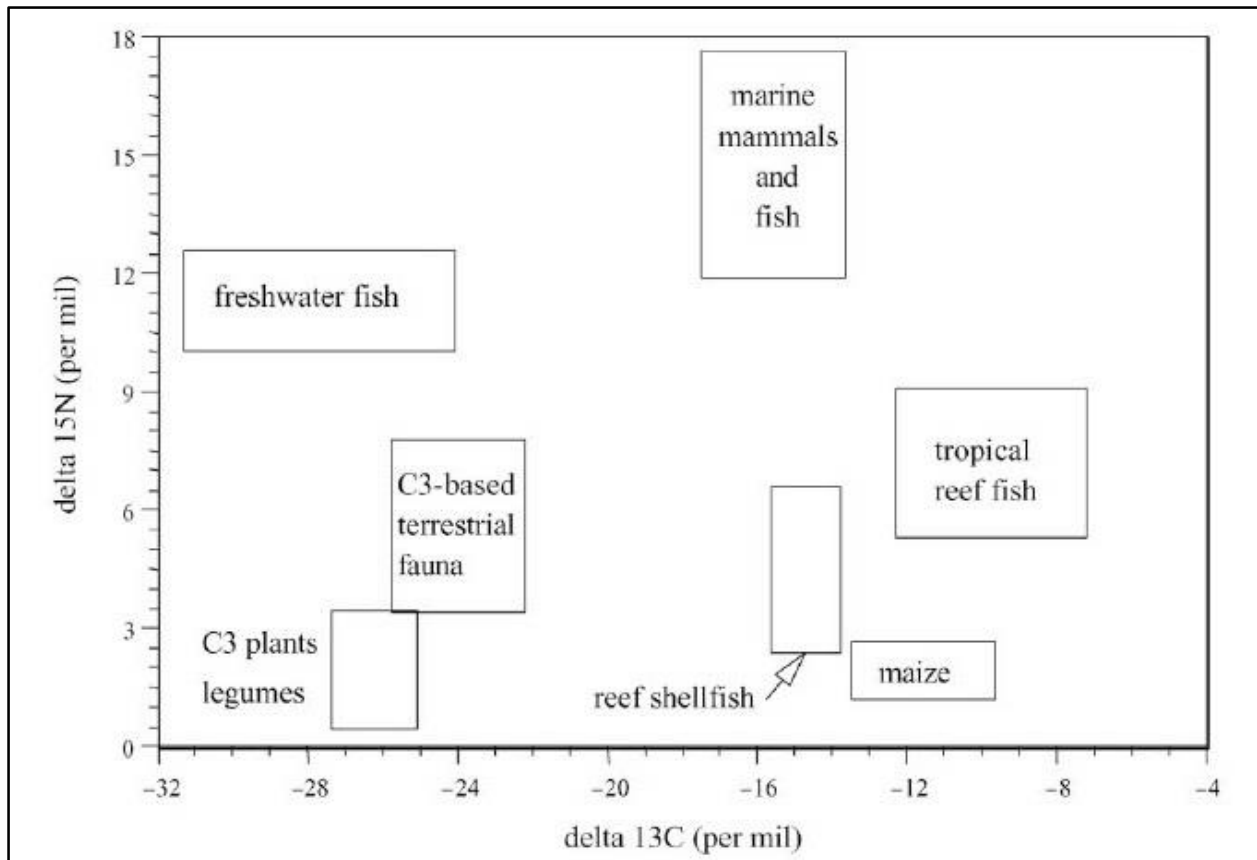 18
15
12
9
6
3
0
delta 15N (per mil)
marine
mammals
and
fish
freshwater fish
tropical
reef fish
C3-based
terrestrial
fauna
C3 plants
legumes
reef shellfish
maize
−32 −28 −24 −20 −16 −12 −8 −4
delta 13C (per mil)